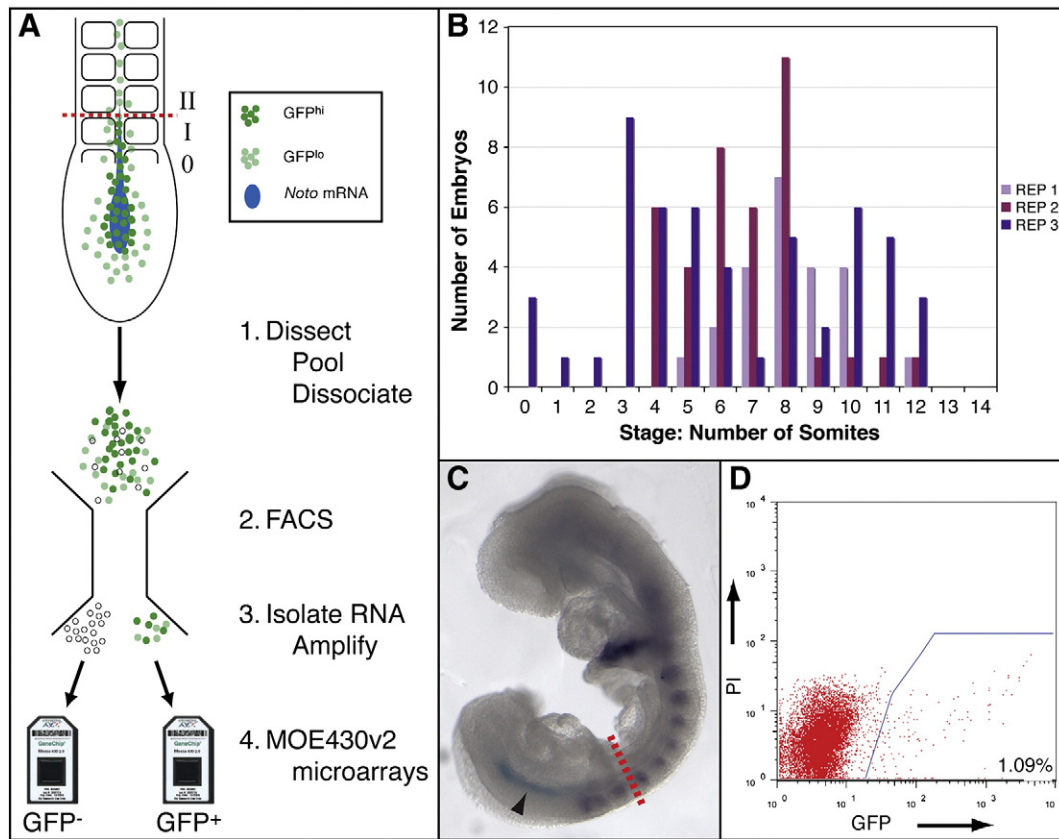 A
II
I
0
GFPhi
GFPlo
Noto mRNA
1. Dissect
Pool
Dissociate
2. FACS
3. Isolate RNA
Amplify
4. MOE430v2
microarrays
GeneChip
GeneChip
GFP-
GFP+
B
Number of Embryos
12
10
8
6
4
2
0
0 1 2 3 4 5 6 7 8 9 10 11 12 13 14
Stage: Number of Somites
REP 1
REP 2
REP 3
C
D
PI
10 4
10 3
10 2
10 1
10 0
10 0 10 1 10 2 10 3 10 4
1.09%
GFP